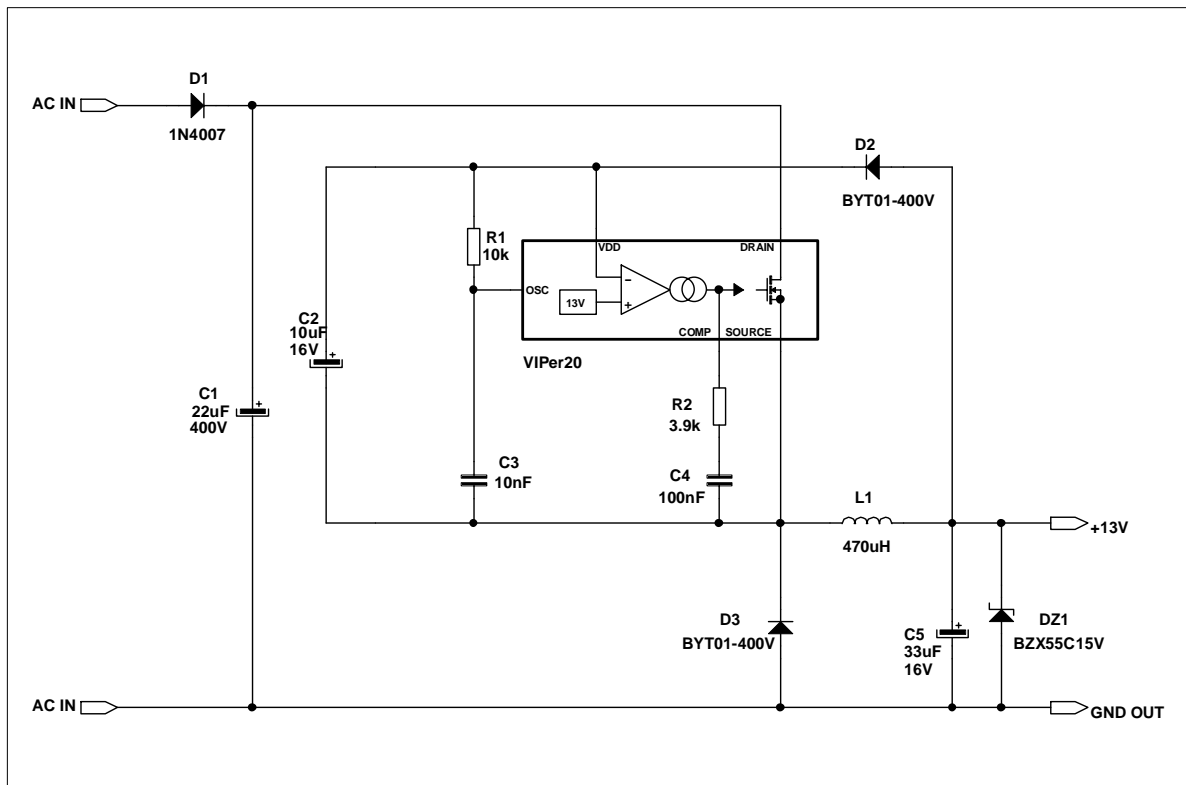 D1
AC IN
1N4007
D2
BYT01-400V
R1
10k
VDD
DRAIN
OSC
13V
−
+
COMP
SOURCE
VIPer20
C2
10uF
16V
+
C1
22uF
400V
+
R2
3.9k
C3
10nF
C4
100nF
L1
470uH
+13V
D3
BYT01-400V
C5
33uF
16V
+
DZ1
BZX55C15V
AC IN
GND OUT